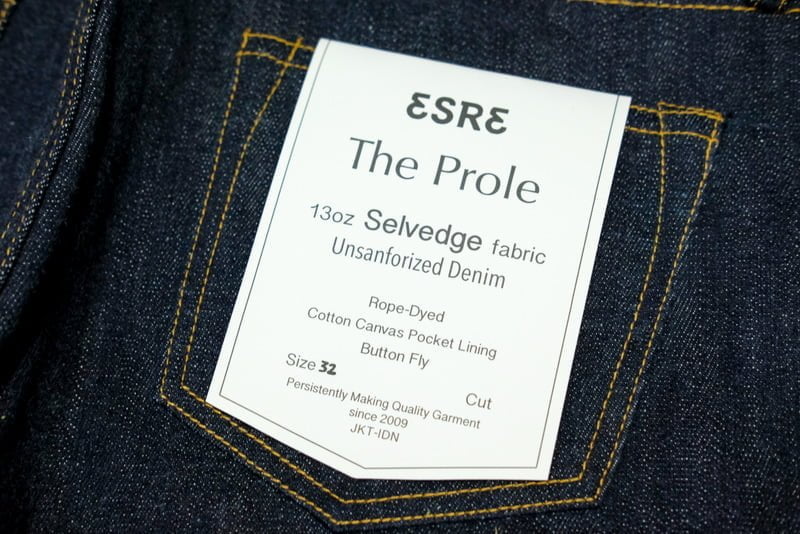 ƐSRƐ
The Prole
13oz Selvedge fabric
Unsanforized Denim
Rope-Dyed
Cotton Canvas Pocket Lining
Button Fly
Size 32
Cut
Persistently Making Quality Garment
since 2009
JKT-IDN